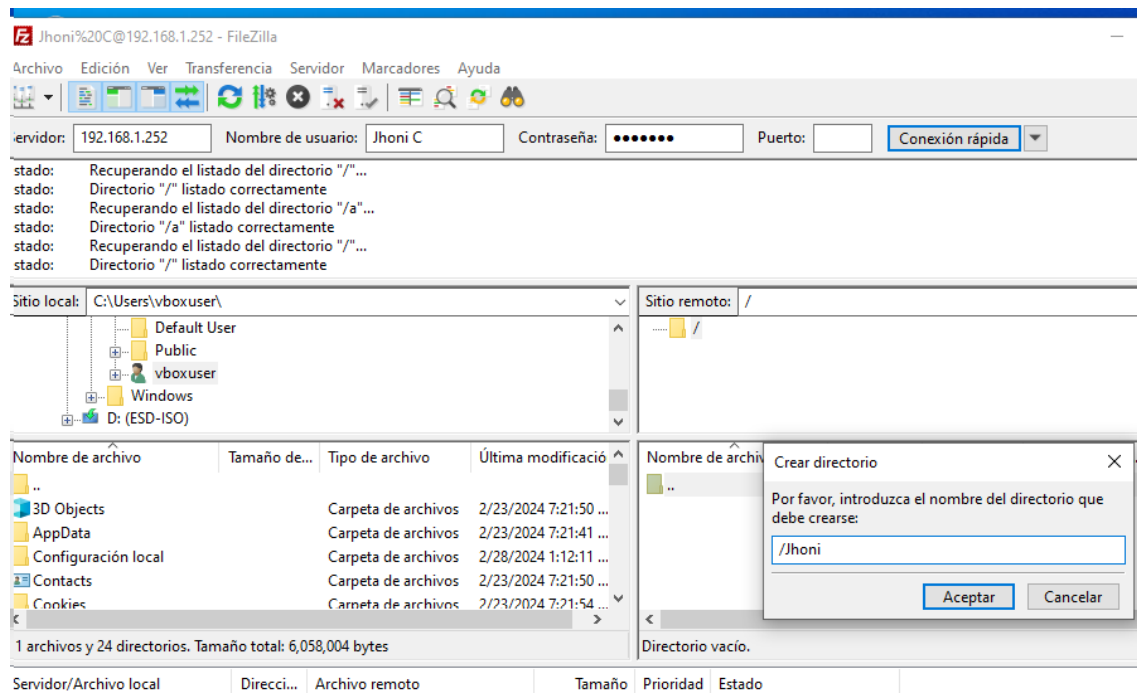 Jhoni%20C@192.168.1.252 - FileZilla
Archivo Edición Ver Transferencia Servidor Marcadores Ayuda
ervidor: 192.168.1.252 Nombre de usuario: Jhoni C Contraseña: ●●●●●●● Puerto: Conexión rápida
stado: Recuperando el listado del directorio "/"...
stado: Directorio "/" listado correctamente
stado: Recuperando el listado del directorio "/a"...
stado: Directorio "/a" listado correctamente
stado: Recuperando el listado del directorio "/"...
stado: Directorio "/" listado correctamente
Sitio local: C:\Users\vboxuser\
Default User
Public
vboxuser
Windows
D: (ESD-ISO)
Sitio remoto: /
/
Nombre de archivo Tamaño de... Tipo de archivo Última modificació
..
3D Objects Carpeta de archivos 2/23/2024 7:21:50 ...
AppData Carpeta de archivos 2/23/2024 7:21:41 ...
Configuración local Carpeta de archivos 2/28/2024 1:12:11 ...
Contacts Carpeta de archivos 2/23/2024 7:21:50 ...
Cookies Carpeta de archivos 2/23/2024 7:21:54 ...
1 archivos y 24 directorios. Tamaño total: 6,058,004 bytes
Nombre de archiv
..
Directorio vacío.
Crear directorio
Por favor, introduzca el nombre del directorio que
debe crearse:
/Jhoni
Aceptar Cancelar
Servidor/Archivo local Direcci... Archivo remoto Tamaño Prioridad Estado